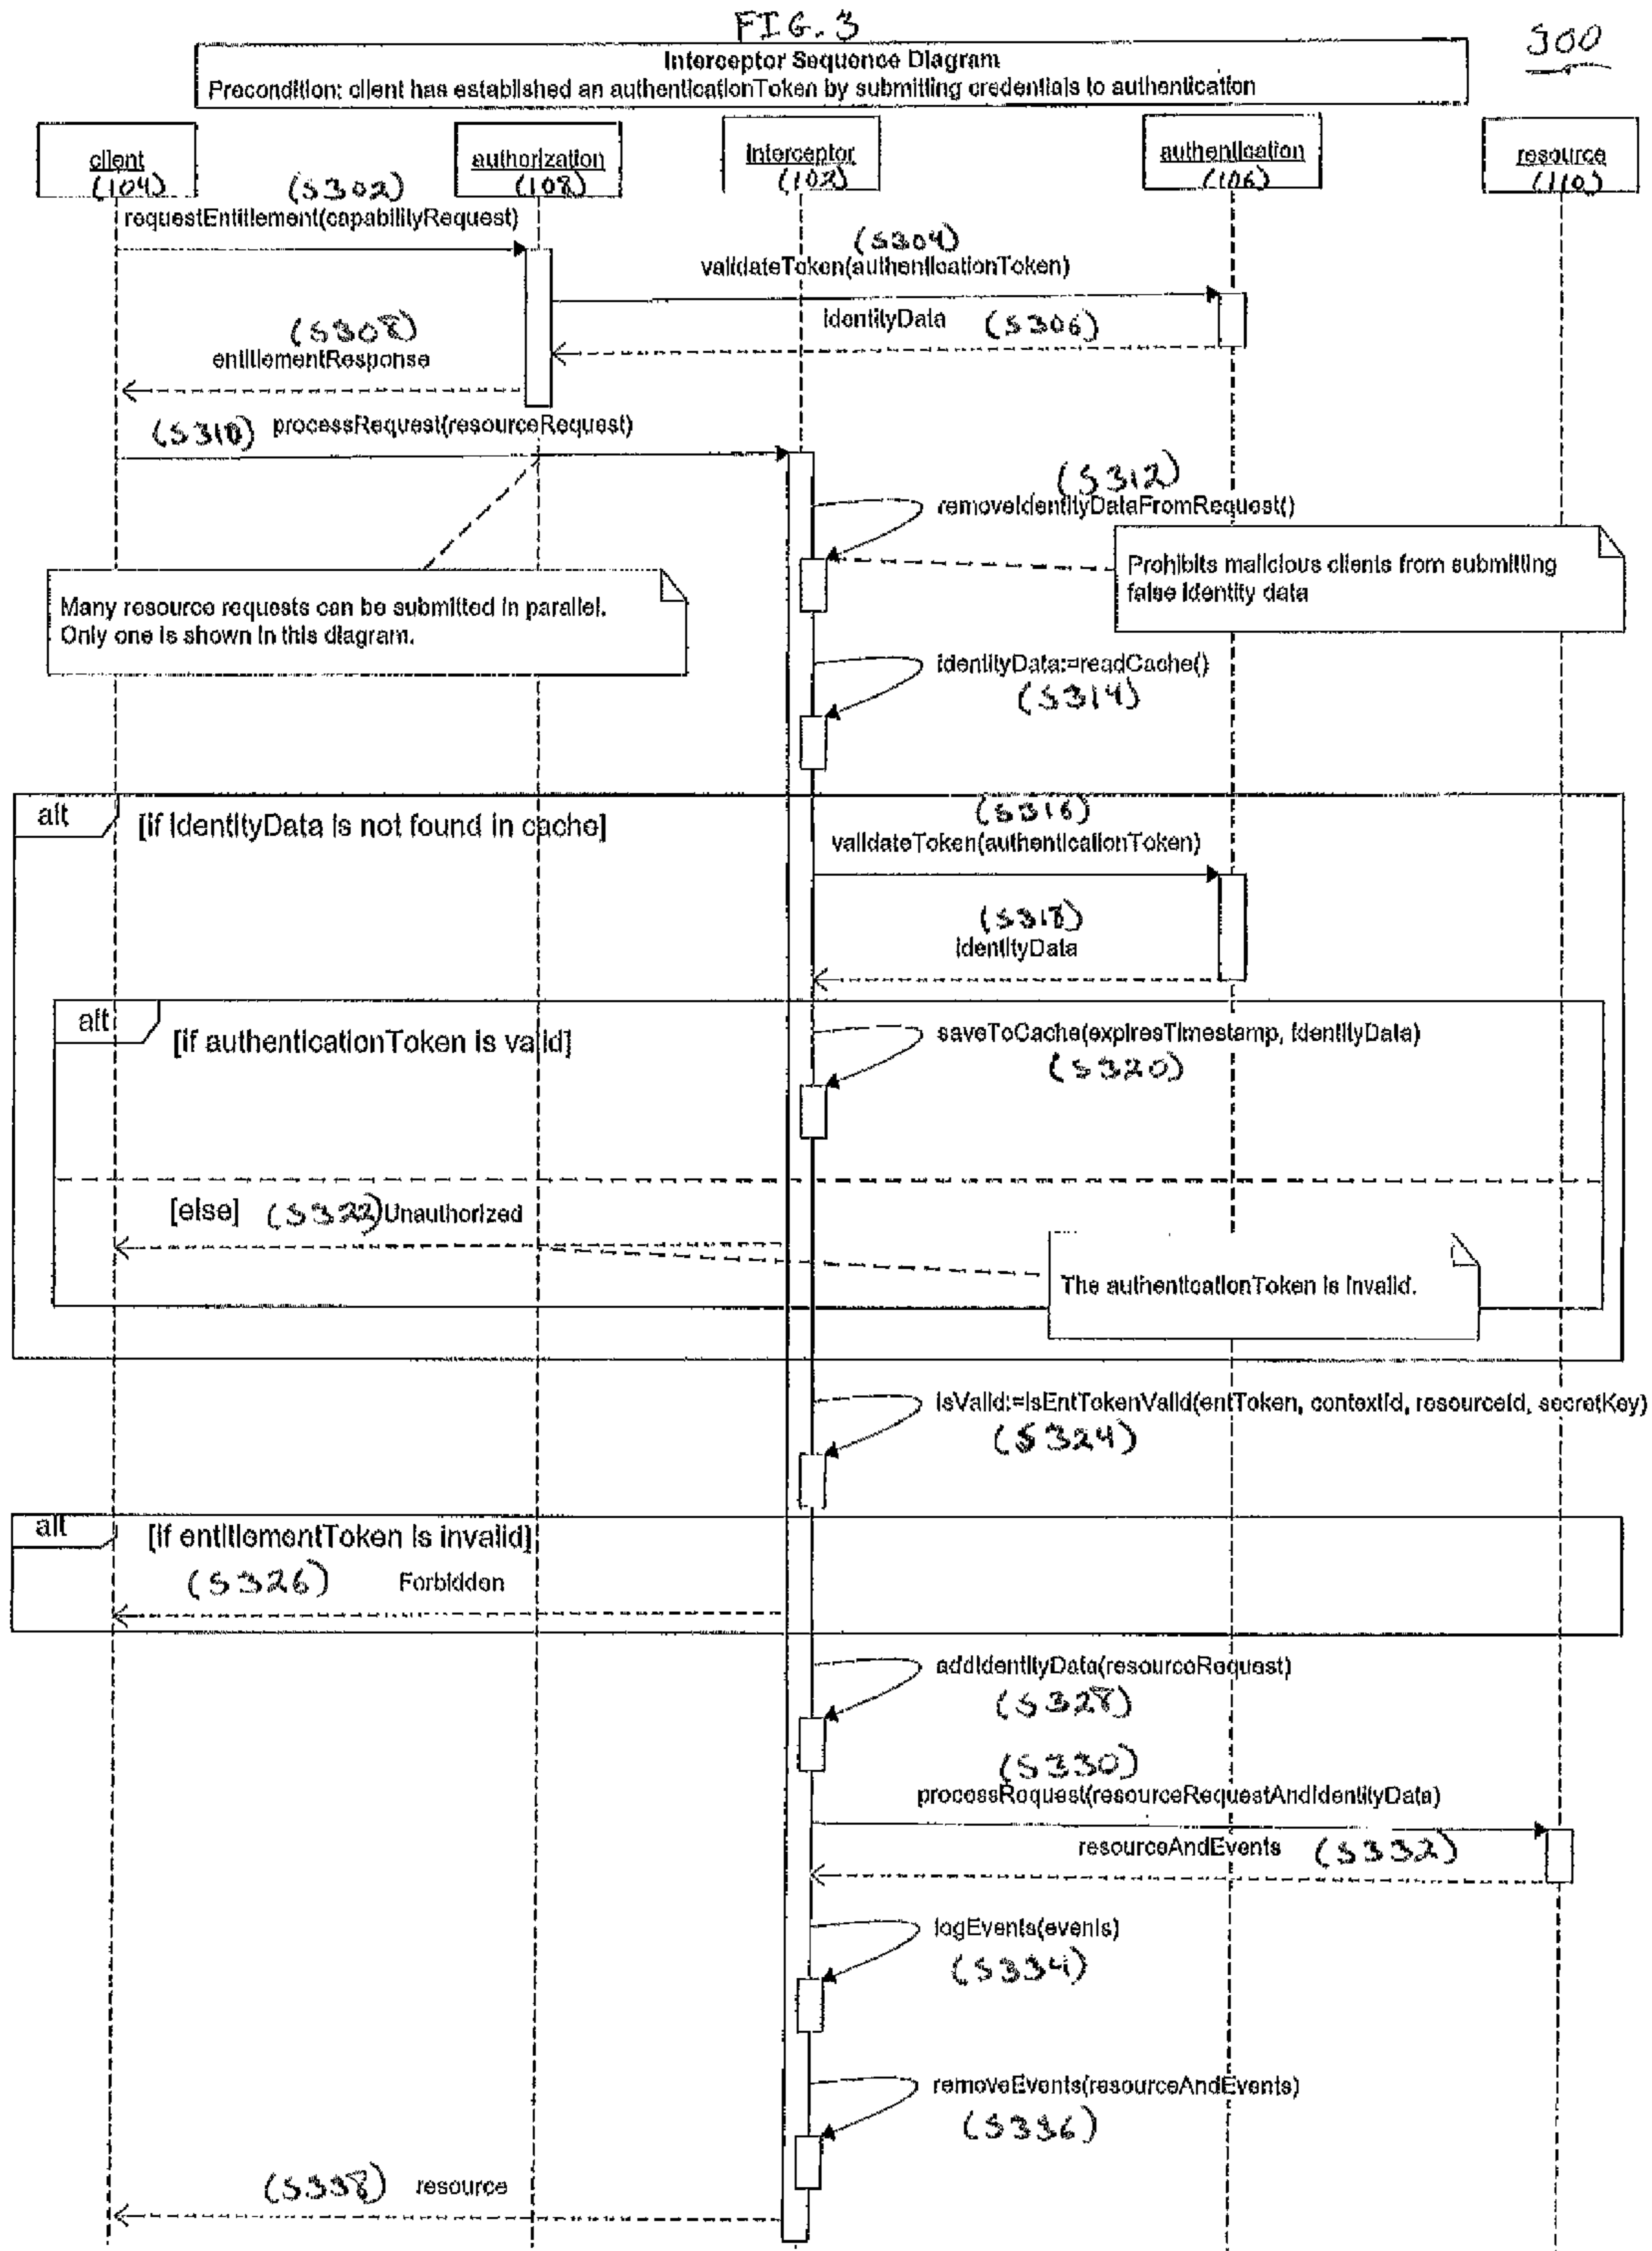 FIG. 3
300
Interceptor Sequence Diagram
Precondition: client has established an authenticationToken by submitting credentials to authentication
client
(104)
authorization
(108)
interceptor
(102)
authentication
(106)
resource
(110)
(S302)
requestEntitlement(capabilityRequest)
(S304)
validateToken(authenticationToken)
identityData (S306)
(S308)
entitlementResponse
(S310) processRequest(resourceRequest)
(S312)
removeIdentityDataFromRequest()
Prohibits malicious clients from submitting
false identity data
Many resource requests can be submitted in parallel.
Only one is shown in this diagram.
identityData:=readCache()
(S314)
alt
[if identityData is not found in cache]
(S316)
validateToken(authenticationToken)
(S318)
identityData
alt
[if authenticationToken is valid]
saveToCache(expiresTimestamp, identityData)
(S320)
[else] (S322) Unauthorized
The authenticationToken is invalid.
isValid:=isEntTokenValid(entToken, contextId, resourceId, secretKey)
(S324)
alt
[if entitlementToken is invalid]
(S326) Forbidden
addIdentityData(resourceRequest)
(S328)
(S330)
processRequest(resourceRequestAndIdentityData)
resourceAndEvents (S332)
logEvents(events)
(S334)
removeEvents(resourceAndEvents)
(S336)
(S338) resource